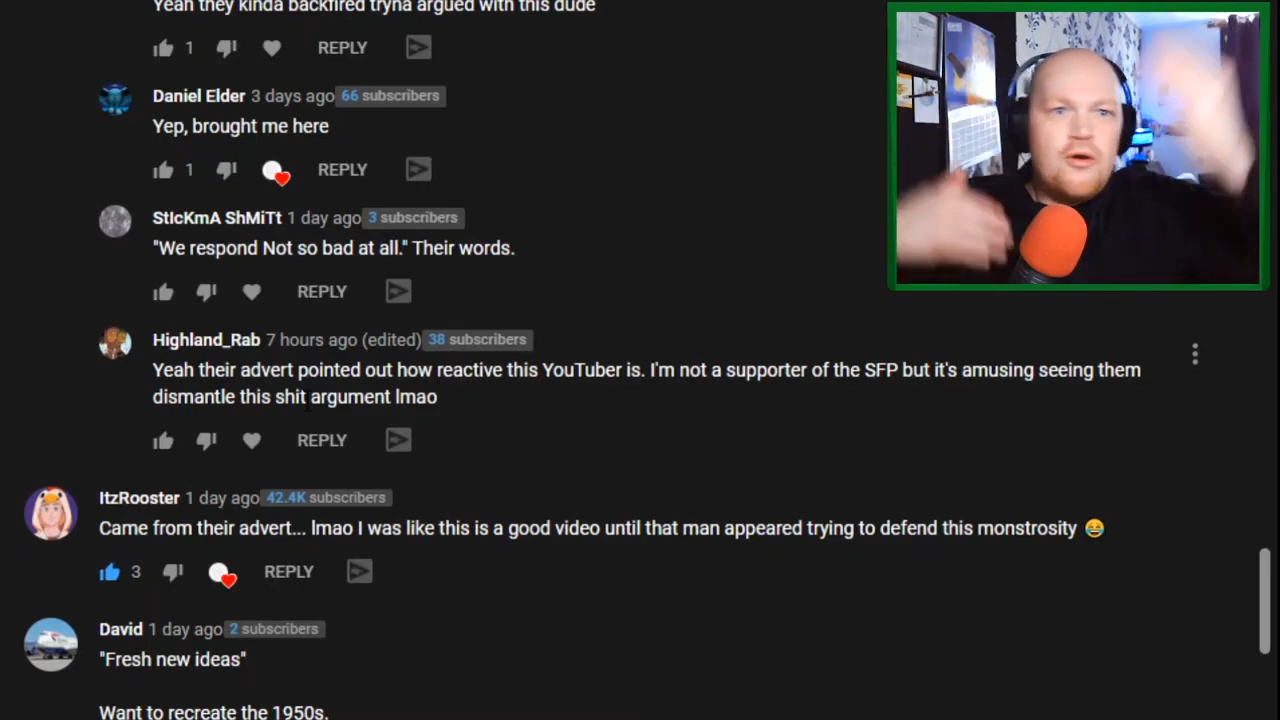 Yeah they kinda backfired tryna argued with this dude
1 REPLY
Daniel Elder 3 days ago 66 subscribers
Yep, brought me here
1 REPLY
StIcKmA ShMiTt 1 day ago 3 subscribers
"We respond Not so bad at all." Their words.
REPLY
Highland_Rab 7 hours ago (edited) 38 subscribers
Yeah their advert pointed out how reactive this YouTuber is. I'm not a supporter of the SFP but it's amusing seeing them
dismantle this shit argument lmao
REPLY
ItzRooster 1 day ago 42.4K subscribers
Came from their advert... lmao I was like this is a good video until that man appeared trying to defend this monstrosity 😂
3 REPLY
David 1 day ago 2 subscribers
"Fresh new ideas"
Want to recreate the 1950s.